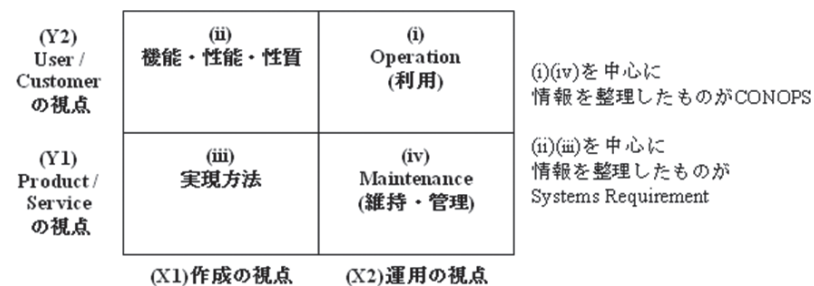 (Y2)
User /
Customer
の視点
(ii)
機能・性能・性質
(i)
Operation
(利用)
(Y1)
Product /
Service
の視点
(iii)
実現方法
(iv)
Maintenance
(維持・管理)
(X1)作成の視点
(X2)運用の視点
(i)(iv)を中心に
情報を整理したものがCONOPS
(ii)(iii)を中心に
情報を整理したものが
Systems Requirement